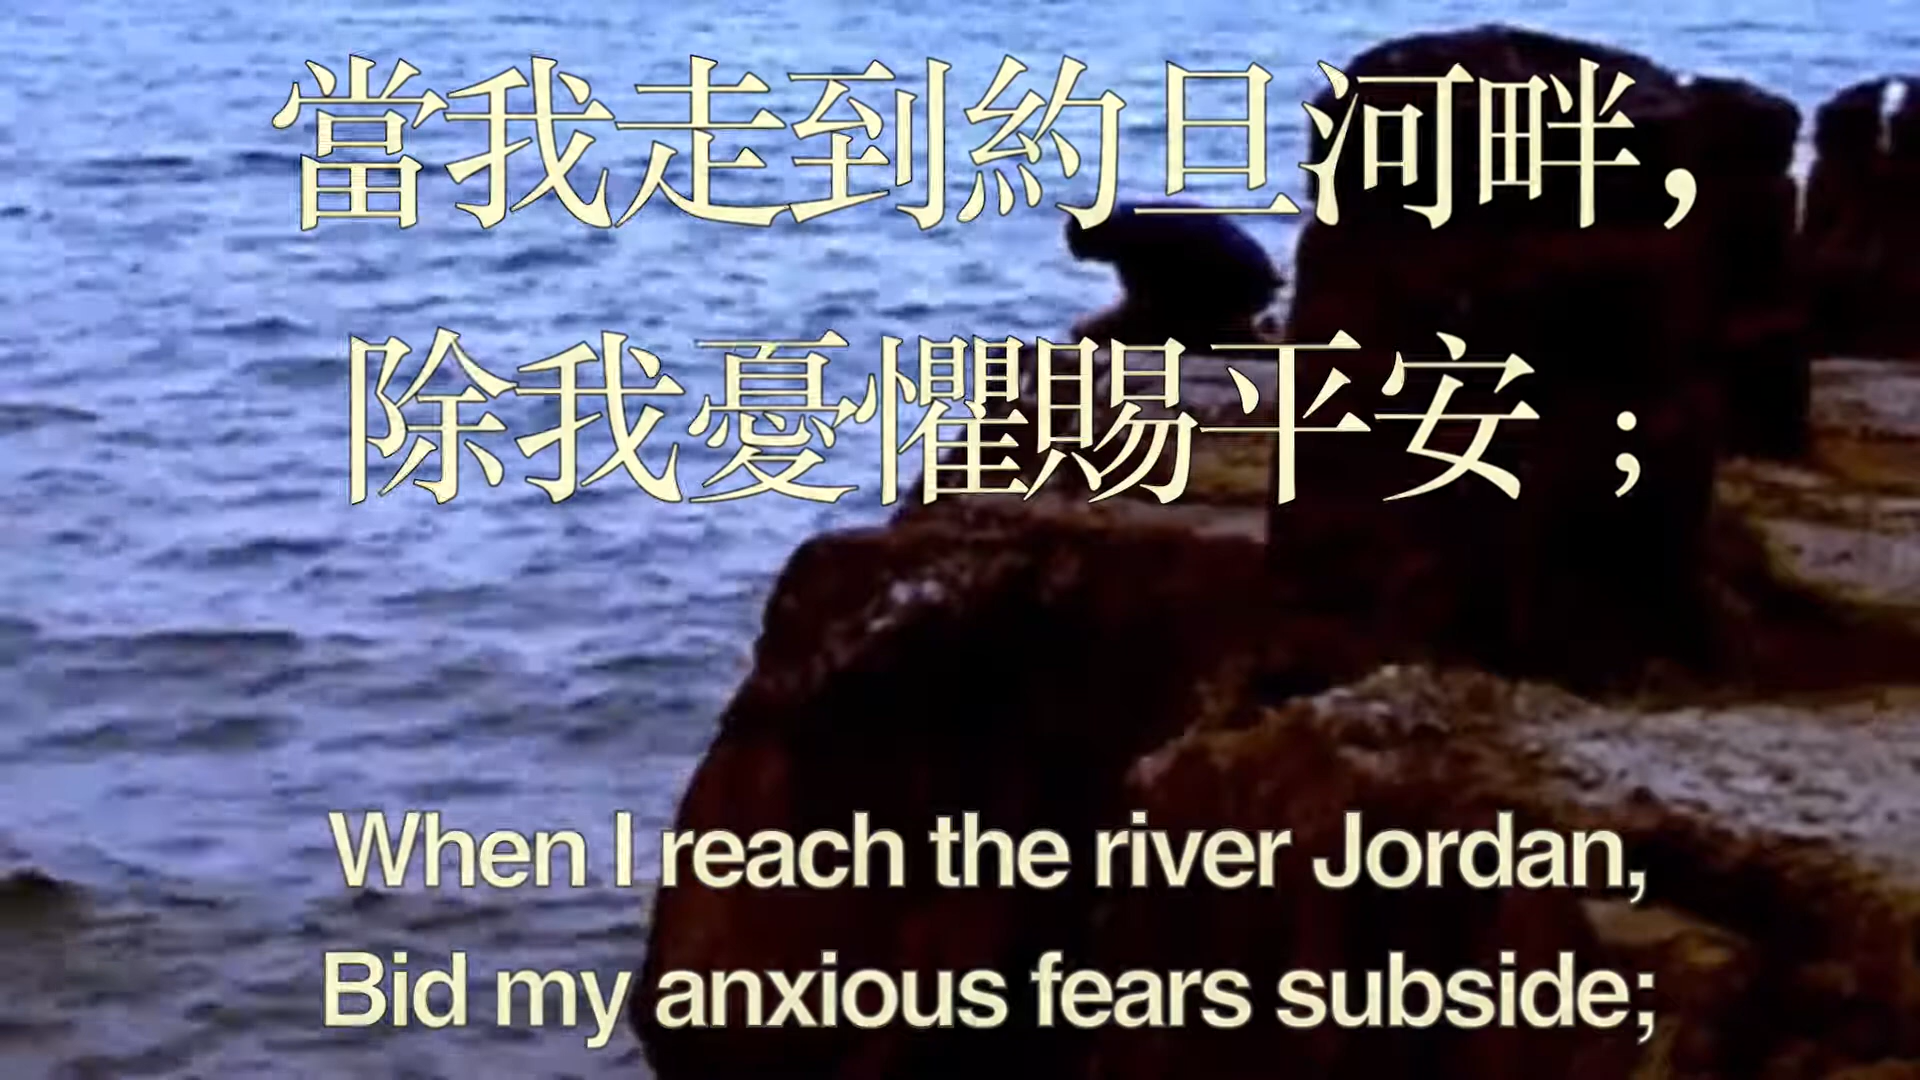 當我走到約旦河畔，
除我憂懼賜平安；
When I reach the river Jordan,
Bid my anxious fears subside;